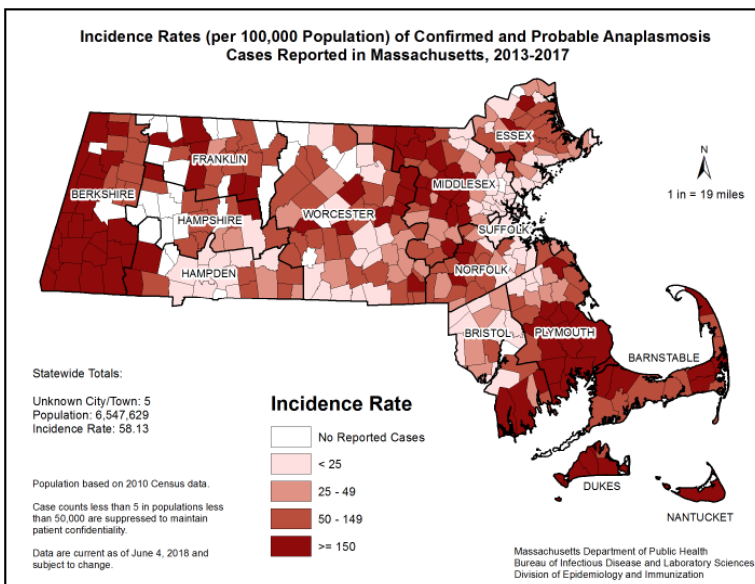 Incidence Rates (per 100,000 Population) of Confirmed and Probable Anaplasmosis
Cases Reported in Massachusetts, 2013-2017
ESSEX
N
FRANKLIN
MIDDLESEX
BERKSHIRE
1 in = 19 miles
HAMPSHIRE
WORCESTER
SUFFOLK
HAMPDEN
NORFOLK
BRISTOL
PLYMOUTH
BARNSTABLE
DUKES
NANTUCKET
Statewide Totals:
Unknown City/Town: 5
Population: 6,547,629
Incidence Rate: 58.13
Population based on 2010 Census data.
Case counts less than 5 in populations less
than 50,000 are suppressed to maintain
patient confidentiality.
Data are current as of June 4, 2018 and
subject to change.
Incidence Rate
No Reported Cases
< 25
25 - 49
50 - 149
>= 150
Massachusetts Department of Public Health
Bureau of Infectious Disease and Laboratory Sciences
Division of Epidemiology and Immunization